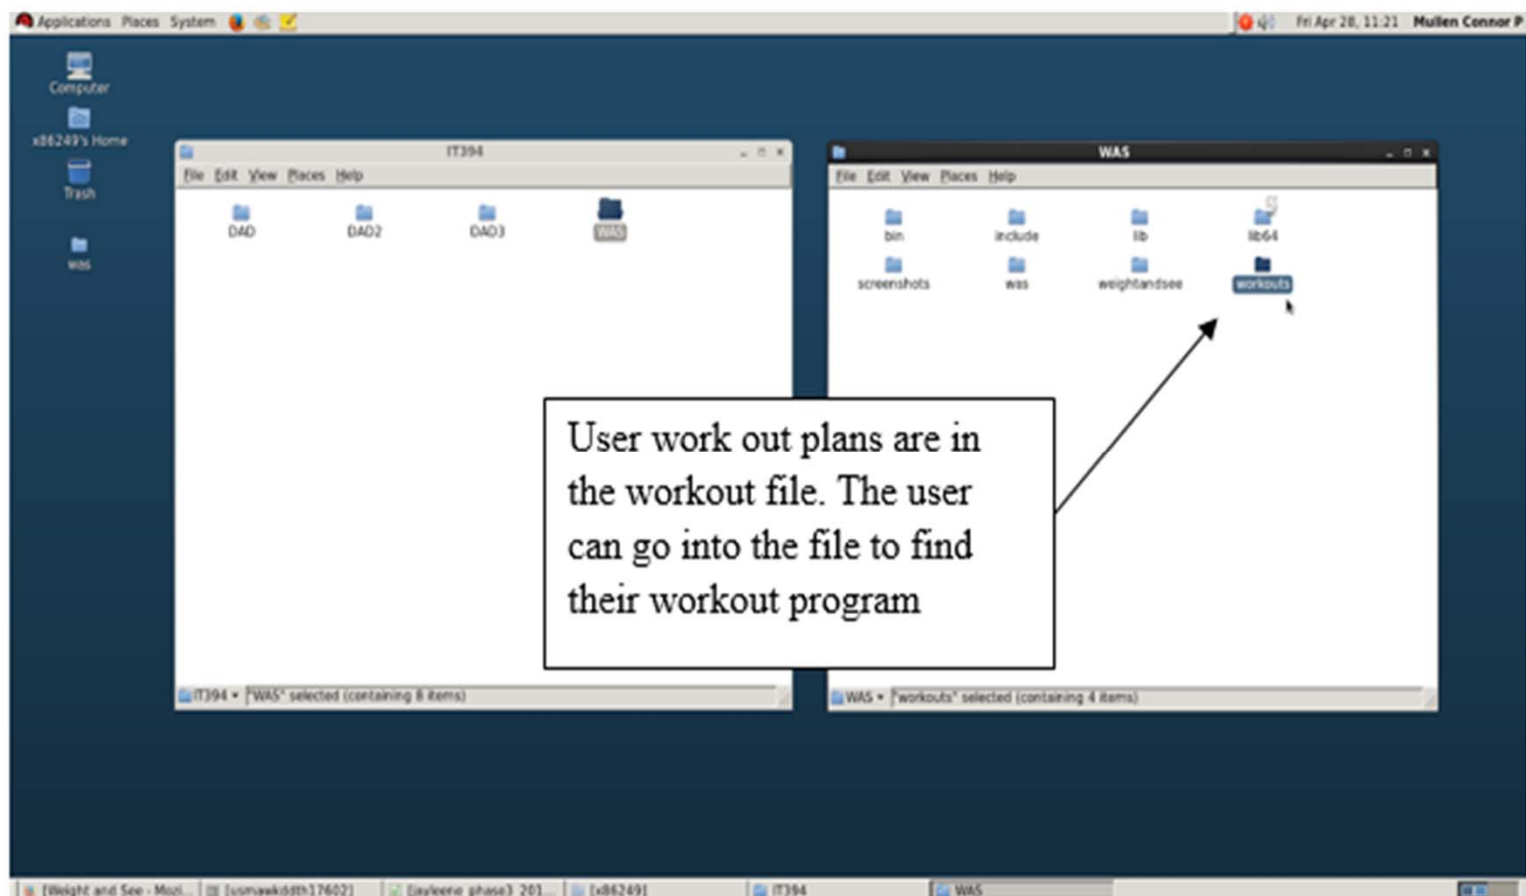 Applications Places System
Fri Apr 28, 11:21 Mullen Connor P
Computer
x86249's Home
Trash
was
IT394
File Edit View Places Help
DAD DAD2 DAD3 WAS
IT394 "WAS" selected (containing 8 items)
WAS
File Edit View Places Help
bin include lib lib64
screenshots was weightandsee workouts
WAS "workouts" selected (containing 4 items)
User work out plans are in
the workout file. The user
can go into the file to find
their workout program
[Weight and See - Mozi... [usmawkddth17602] [jayleene_phase3_201... [x86249] IT394 WAS